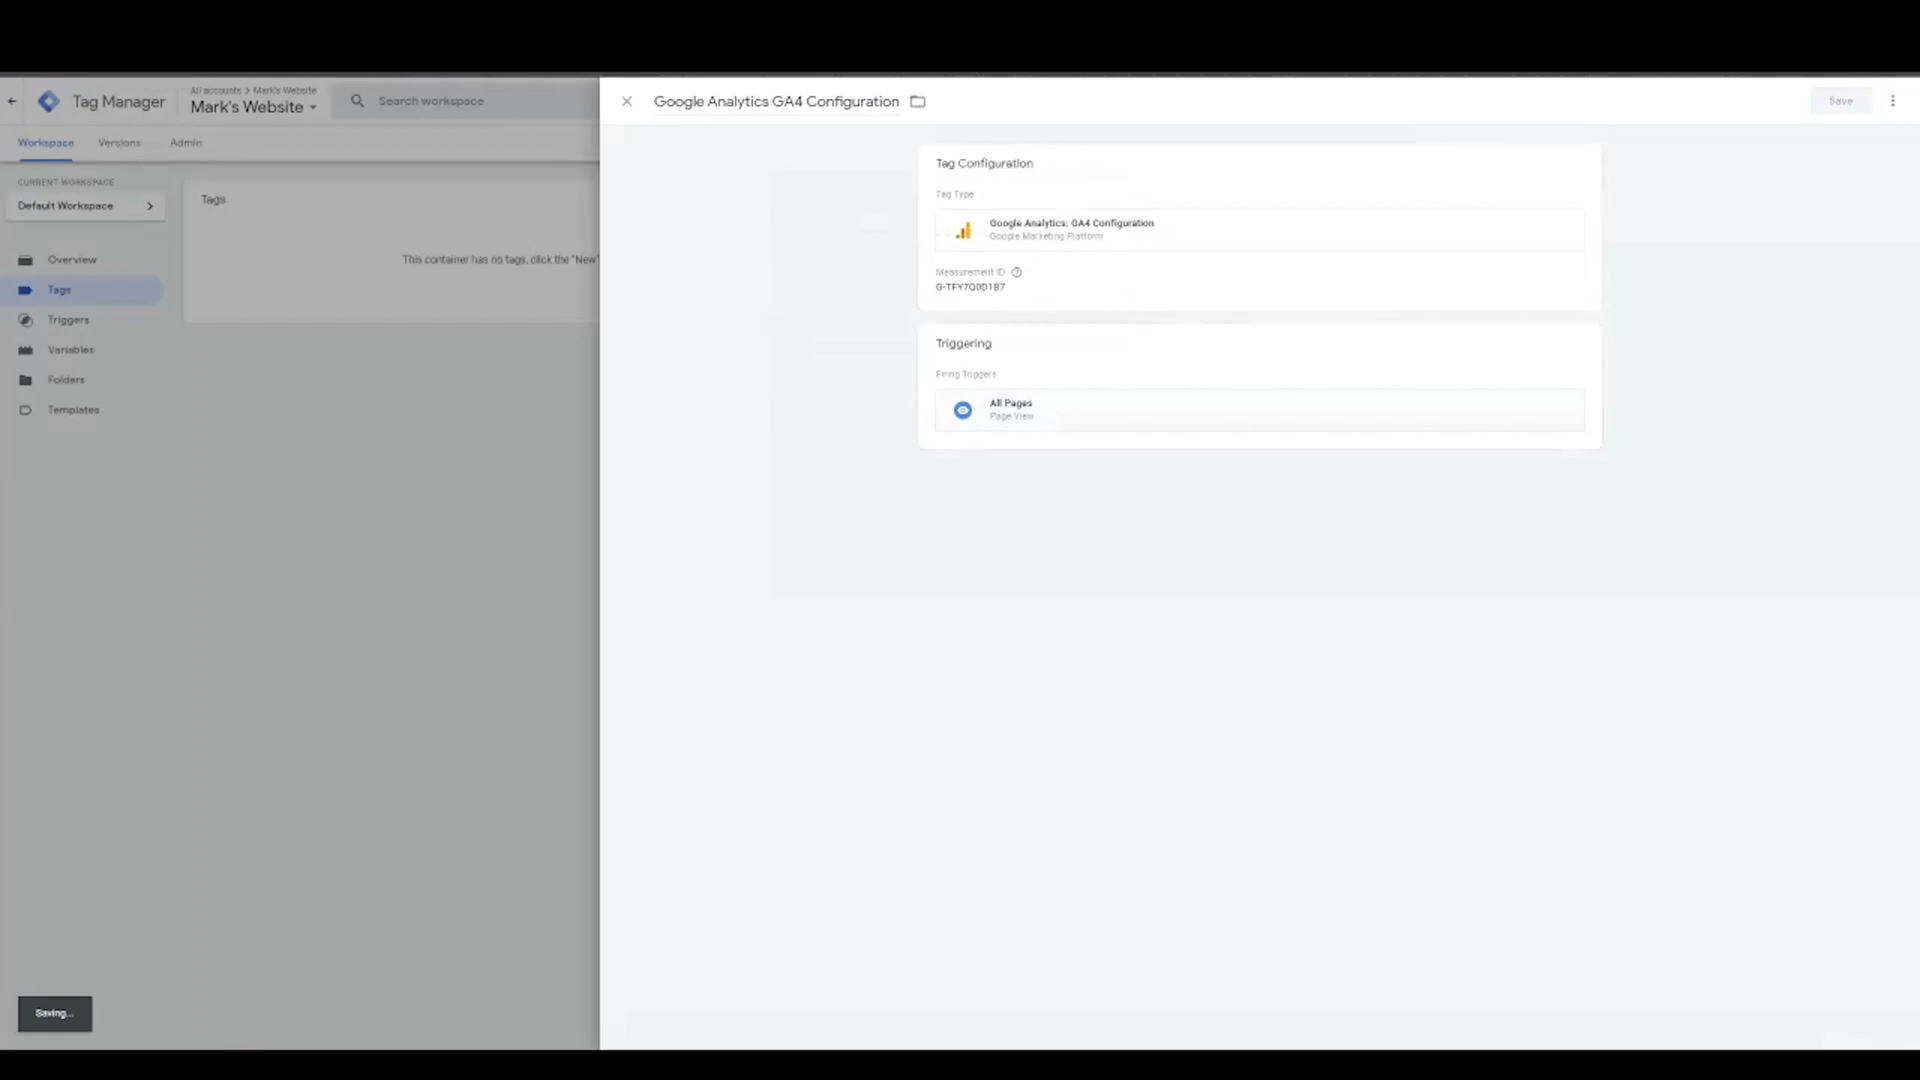 All accounts > Mark's Website
Tag Manager
Mark's Website
Search workspace
Google Analytics GA4 Configuration
Save
Workspace
Versions
Admin
CURRENT WORKSPACE
Default Workspace
Overview
Tags
Triggers
Variables
Folders
Templates
Tags
This container has no tags, click the "New"
Tag Configuration
Tag Type
Google Analytics: GA4 Configuration
Google Marketing Platform
Measurement ID
G-TFY7Q0D1B7
Triggering
Firing Triggers
All Pages
Page View
Saving...